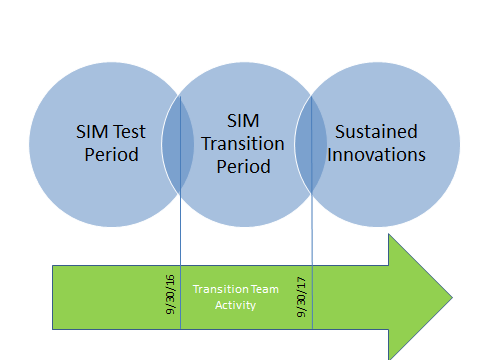 SIM Test
Period
SIM
Transition
Period
Sustained
Innovations
9/30/16
Transition Team
Activity
9/30/17